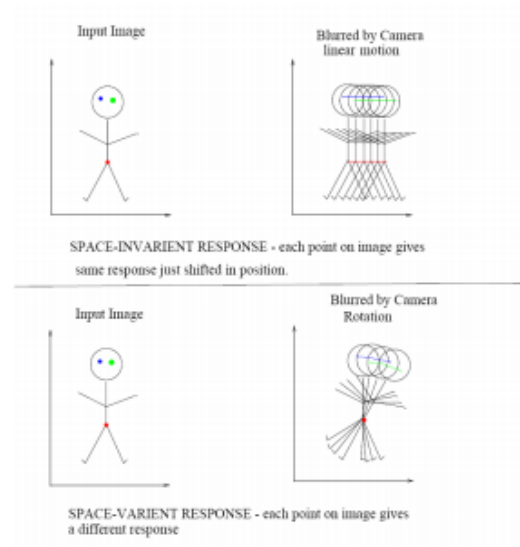 Input Image
Blurred by Camera
linear motion
SPACE-INVARIENT RESPONSE - each point on image gives
same response just shifted in position.
Input Image
Blurred by Camera
Rotation
SPACE-VARIENT RESPONSE - each point on image gives
a different response